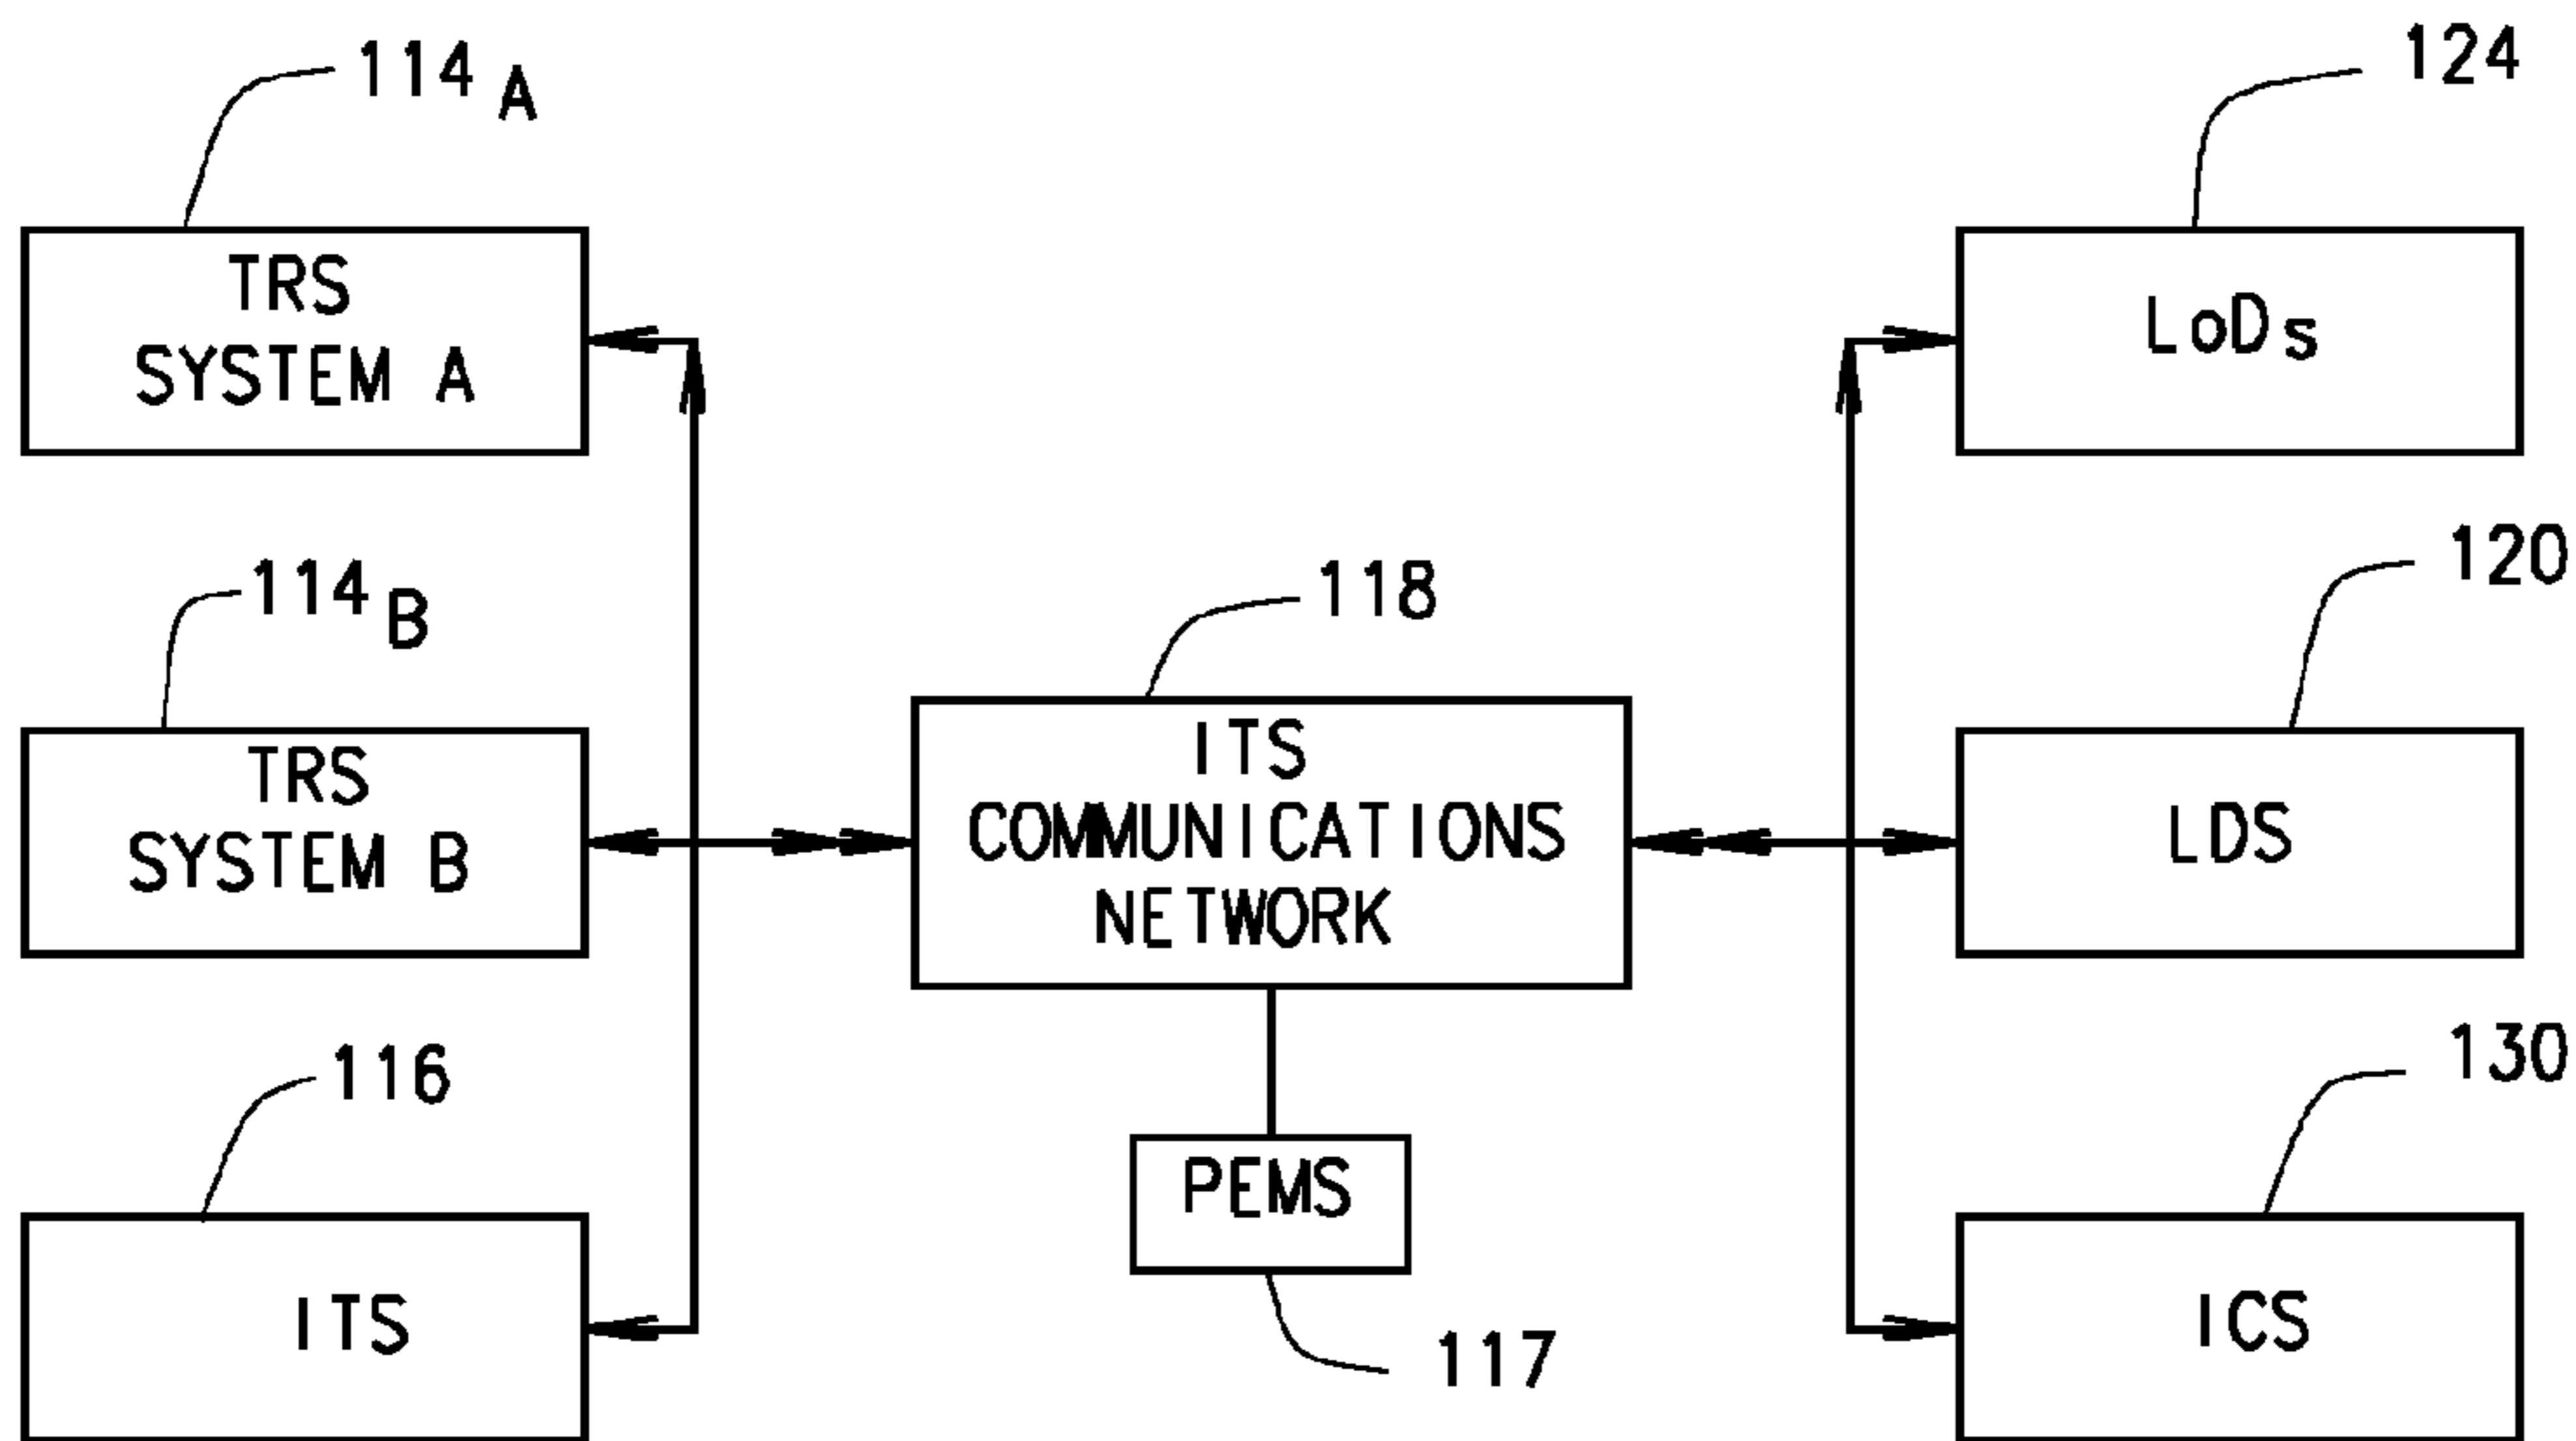 114 A
TRS
SYSTEM A
114 B
TRS
SYSTEM B
116
ITS
118
ITS
COMMUNICATIONS
NETWORK
PEMS
117
124
LoDs
120
LDS
130
ICS